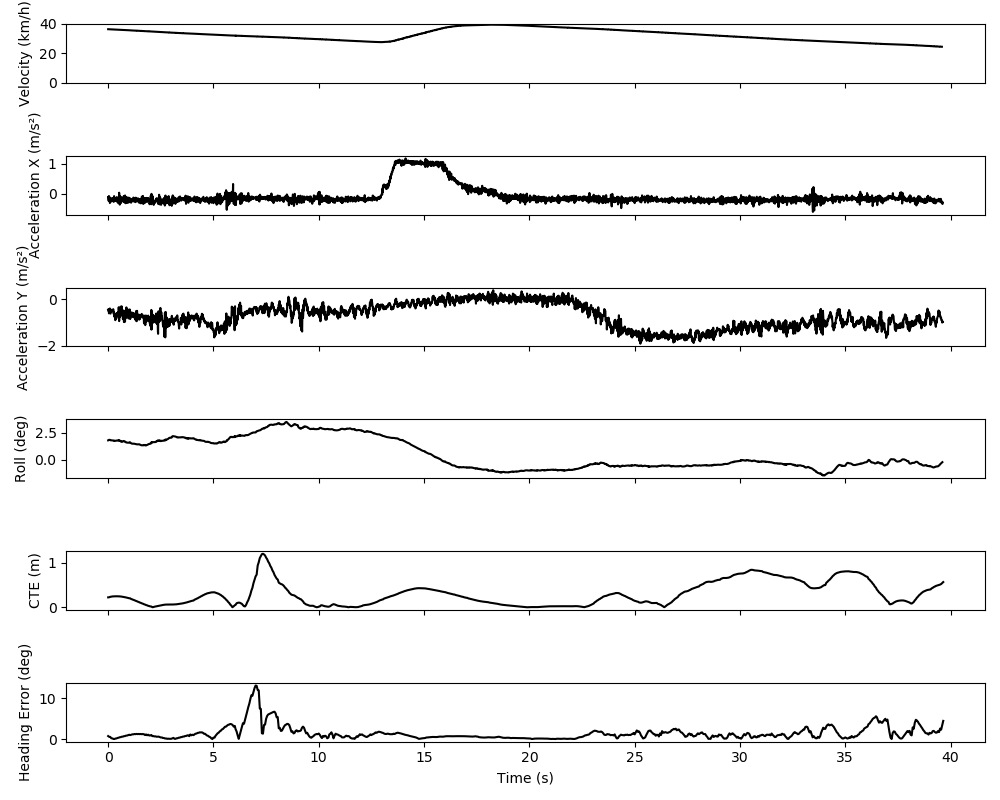 Velocity (km/h)
40
20
0
Acceleration X (m/s²)
1
0
Acceleration Y (m/s²)
0
−2
Roll (deg)
2.5
0.0
CTE (m)
1
0
Heading Error (deg)
10
0
0 5 10 15 20 25 30 35 40
Time (s)